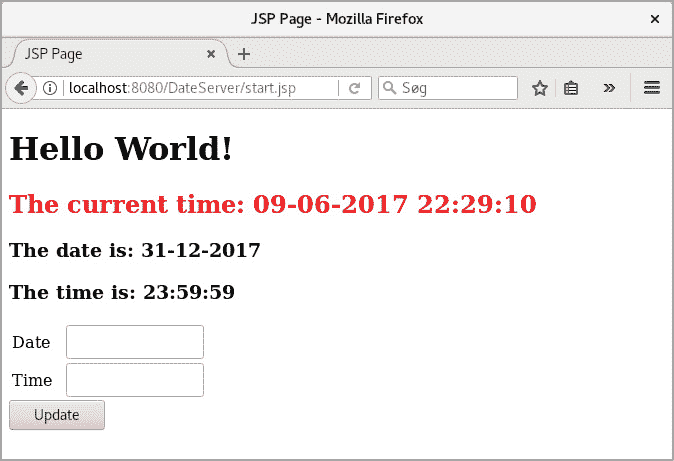 JSP Page - Mozilla Firefox
JSP Page
localhost:8080/DateServer/start.jsp Søg
Hello World!
The current time: 09-06-2017 22:29:10
The date is: 31-12-2017
The time is: 23:59:59
Date
Time
Update